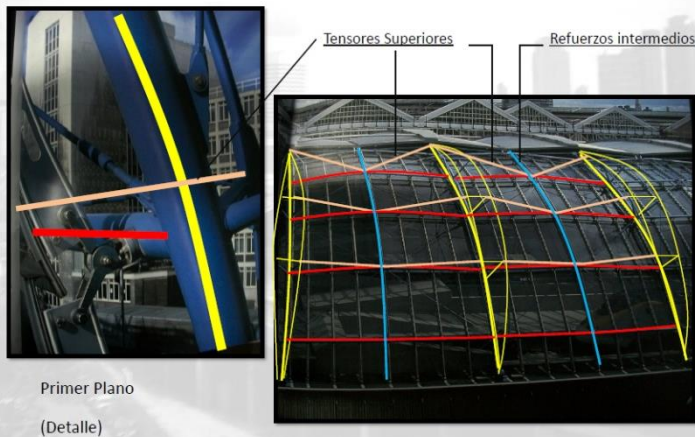 Tensores Superiores
Refuerzos intermedios
Primer Plano
(Detalle)